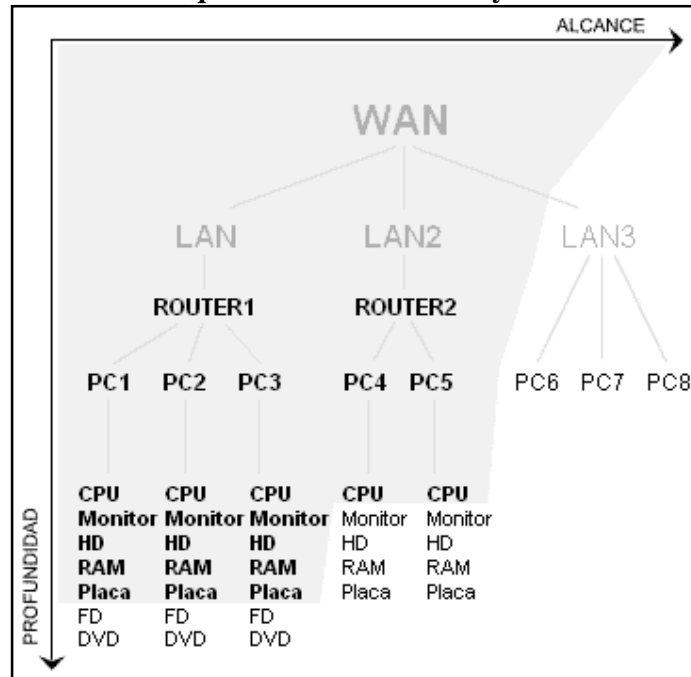 ALCANCE
WAN
LAN LAN2 LAN3
ROUTER1 ROUTER2
PC1 PC2 PC3 PC4 PC5 PC6 PC7 PC8
CPU CPU CPU CPU CPU
Monitor Monitor Monitor Monitor Monitor
HD HD HD HD HD
RAM RAM RAM RAM RAM
Placa Placa Placa Placa Placa
FD FD FD
DVD DVD DVD
PROFUNDIDAD